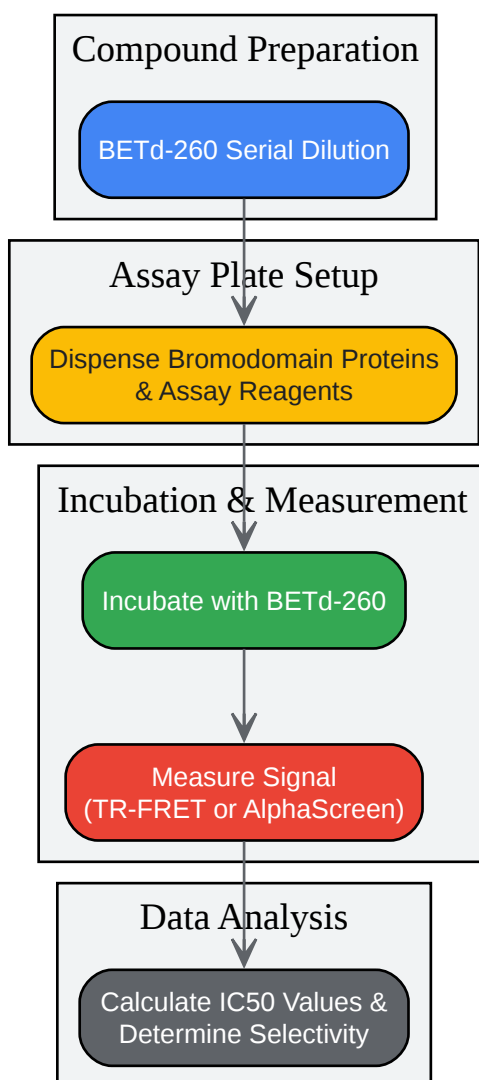 Compound Preparation
BETd-260 Serial Dilution
Assay Plate Setup
Dispense Bromodomain Proteins
& Assay Reagents
Incubation & Measurement
Incubate with BETd-260
Measure Signal
(TR-FRET or AlphaScreen)
Data Analysis
Calculate IC50 Values &
Determine Selectivity